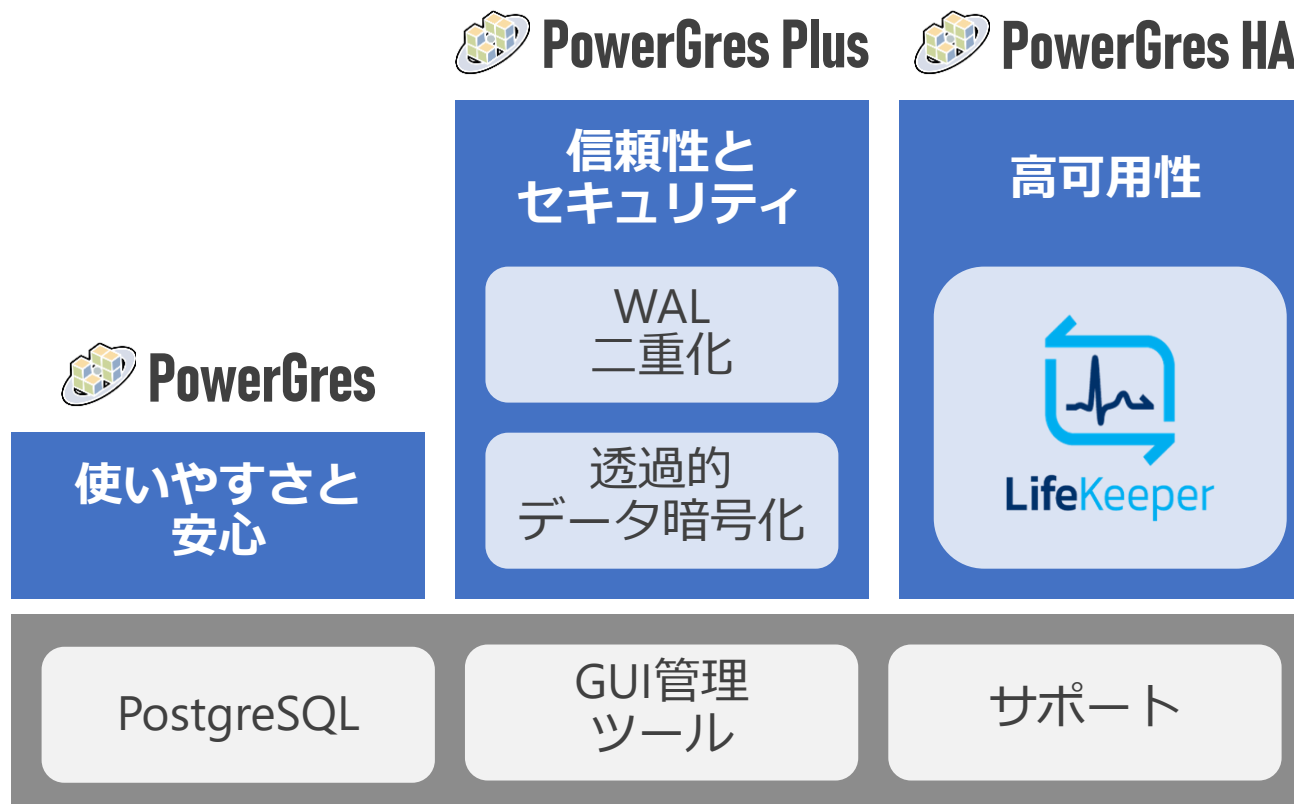 PowerGres Plus
PowerGres HA
信頼性と
セキュリティ
高可用性
WAL
二重化
PowerGres
透過的
データ暗号化
LifeKeeper
使いやすさと
安心
PostgreSQL
GUI管理
ツール
サポート